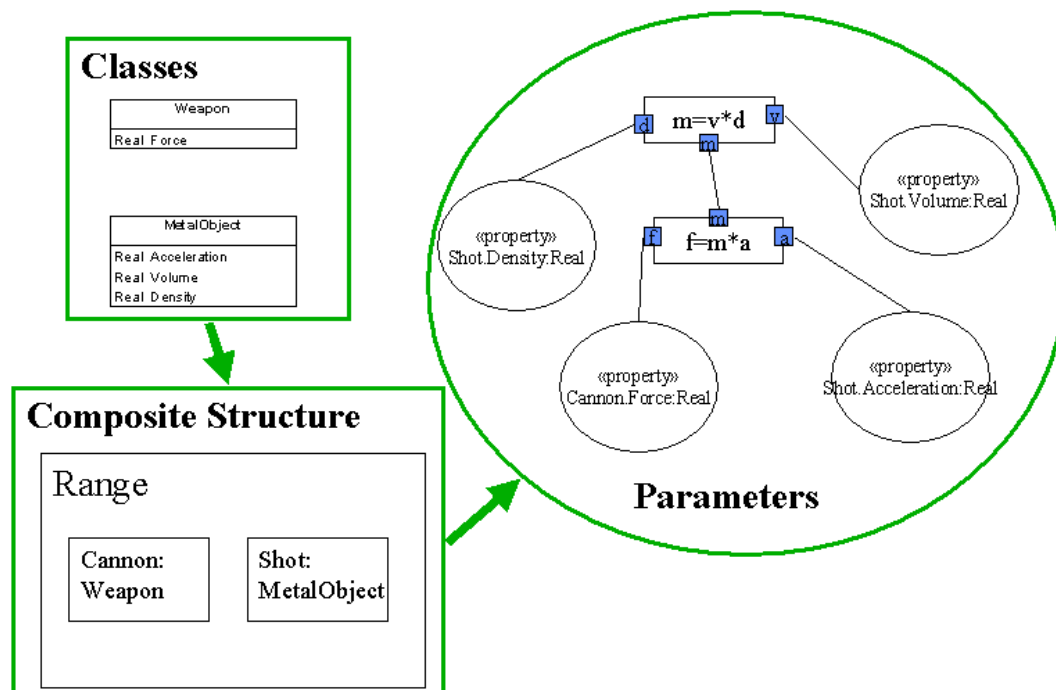 Classes
Weapon
Real Force
MetalObject
Real Acceleration
Real Volume
Real Density
Composite Structure
Range
Cannon:
Weapon
Shot:
MetalObject
m=v*d
d
v
m
m
f=m*a
f
a
«property»
Shot.Density:Real
«property»
Shot.Volume:Real
«property»
Cannon.Force:Real
«property»
Shot.Acceleration:Real
Parameters